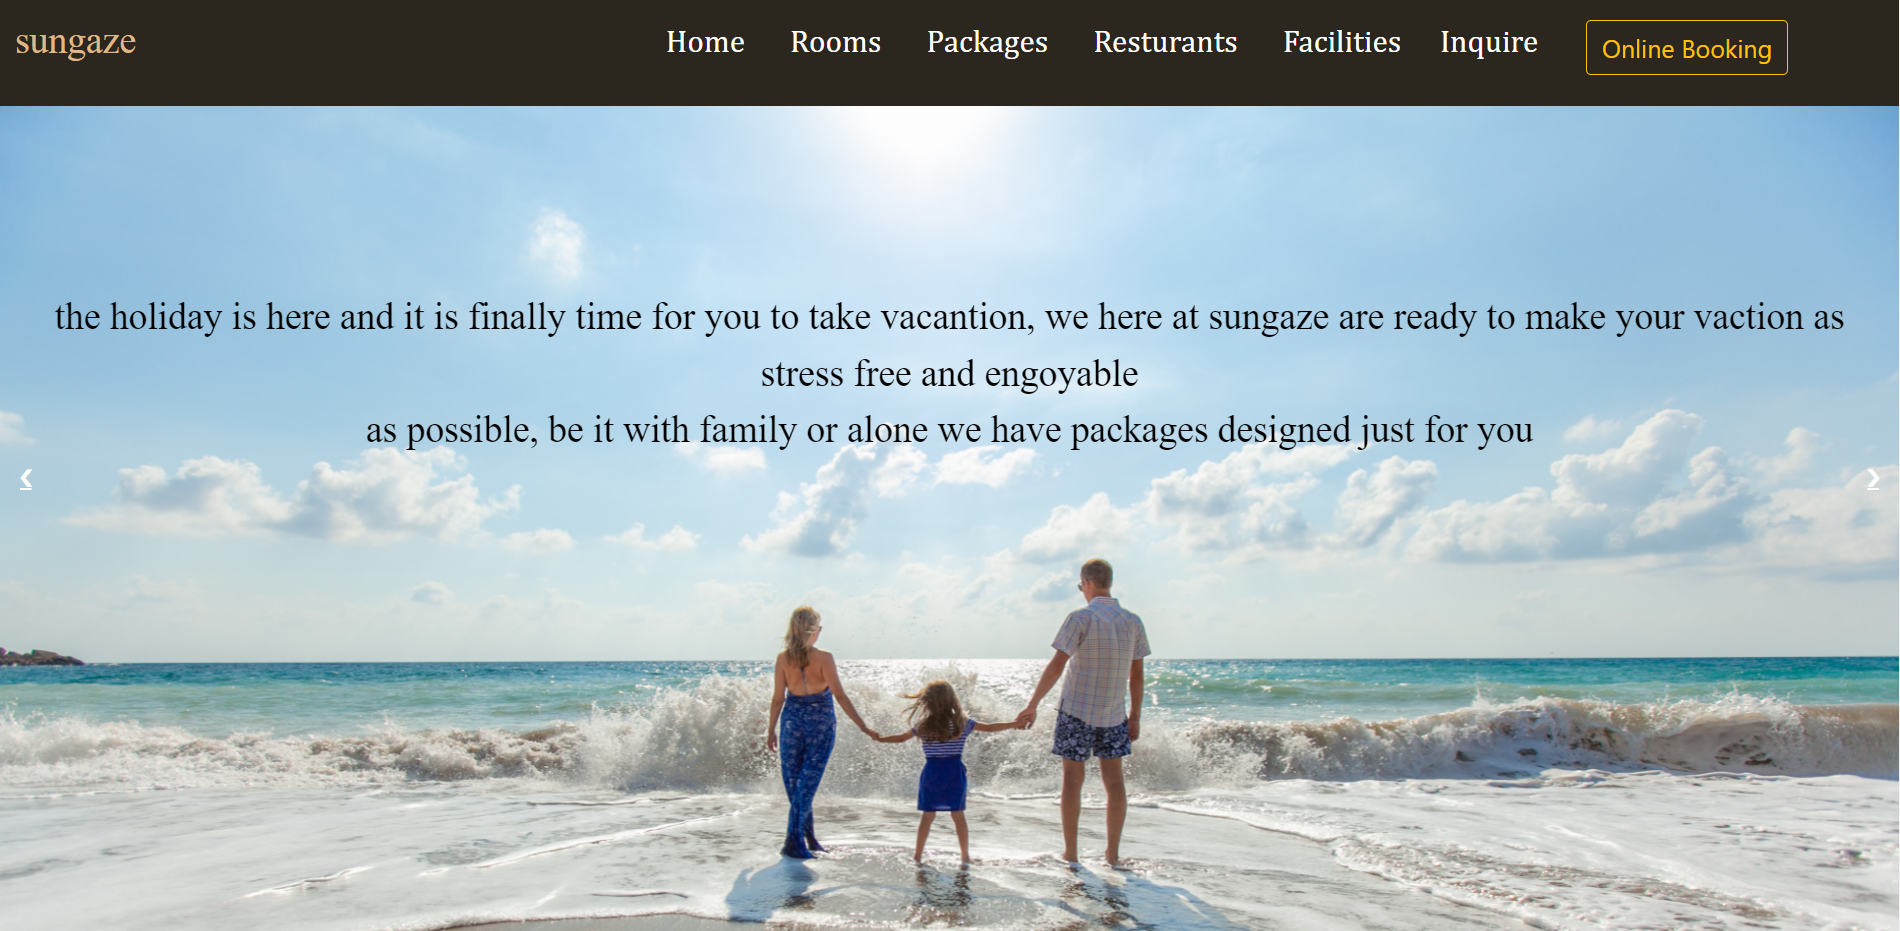 sungaze
Home Rooms Packages Resturants Facilities Inquire Online Booking
the holiday is here and it is finally time for you to take vacantion, we here at sungaze are ready to make your vaction as
stress free and engoyable
as possible, be it with family or alone we have packages designed just for you
❮ ❯